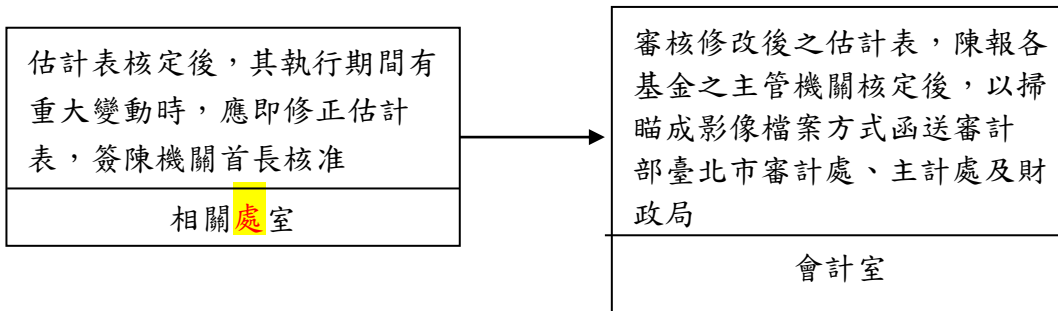 估計表核定後，其執行期間有
重大變動時，應即修正估計
表，簽陳機關首長核准
相關處室
審核修改後之估計表，陳報各
基金之主管機關核定後，以掃
瞄成影像檔案方式函送審計
部臺北市審計處、主計處及財
政局
會計室